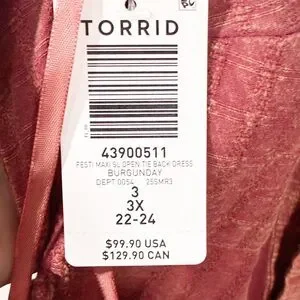 TORRID
43900511
FESTI MAXI SL OPEN TIE BACK DRESS
BURGUNDAY
DEPT:0054 25SMR3
3
3X
22-24
$99.90 USA
$129.90 CAN